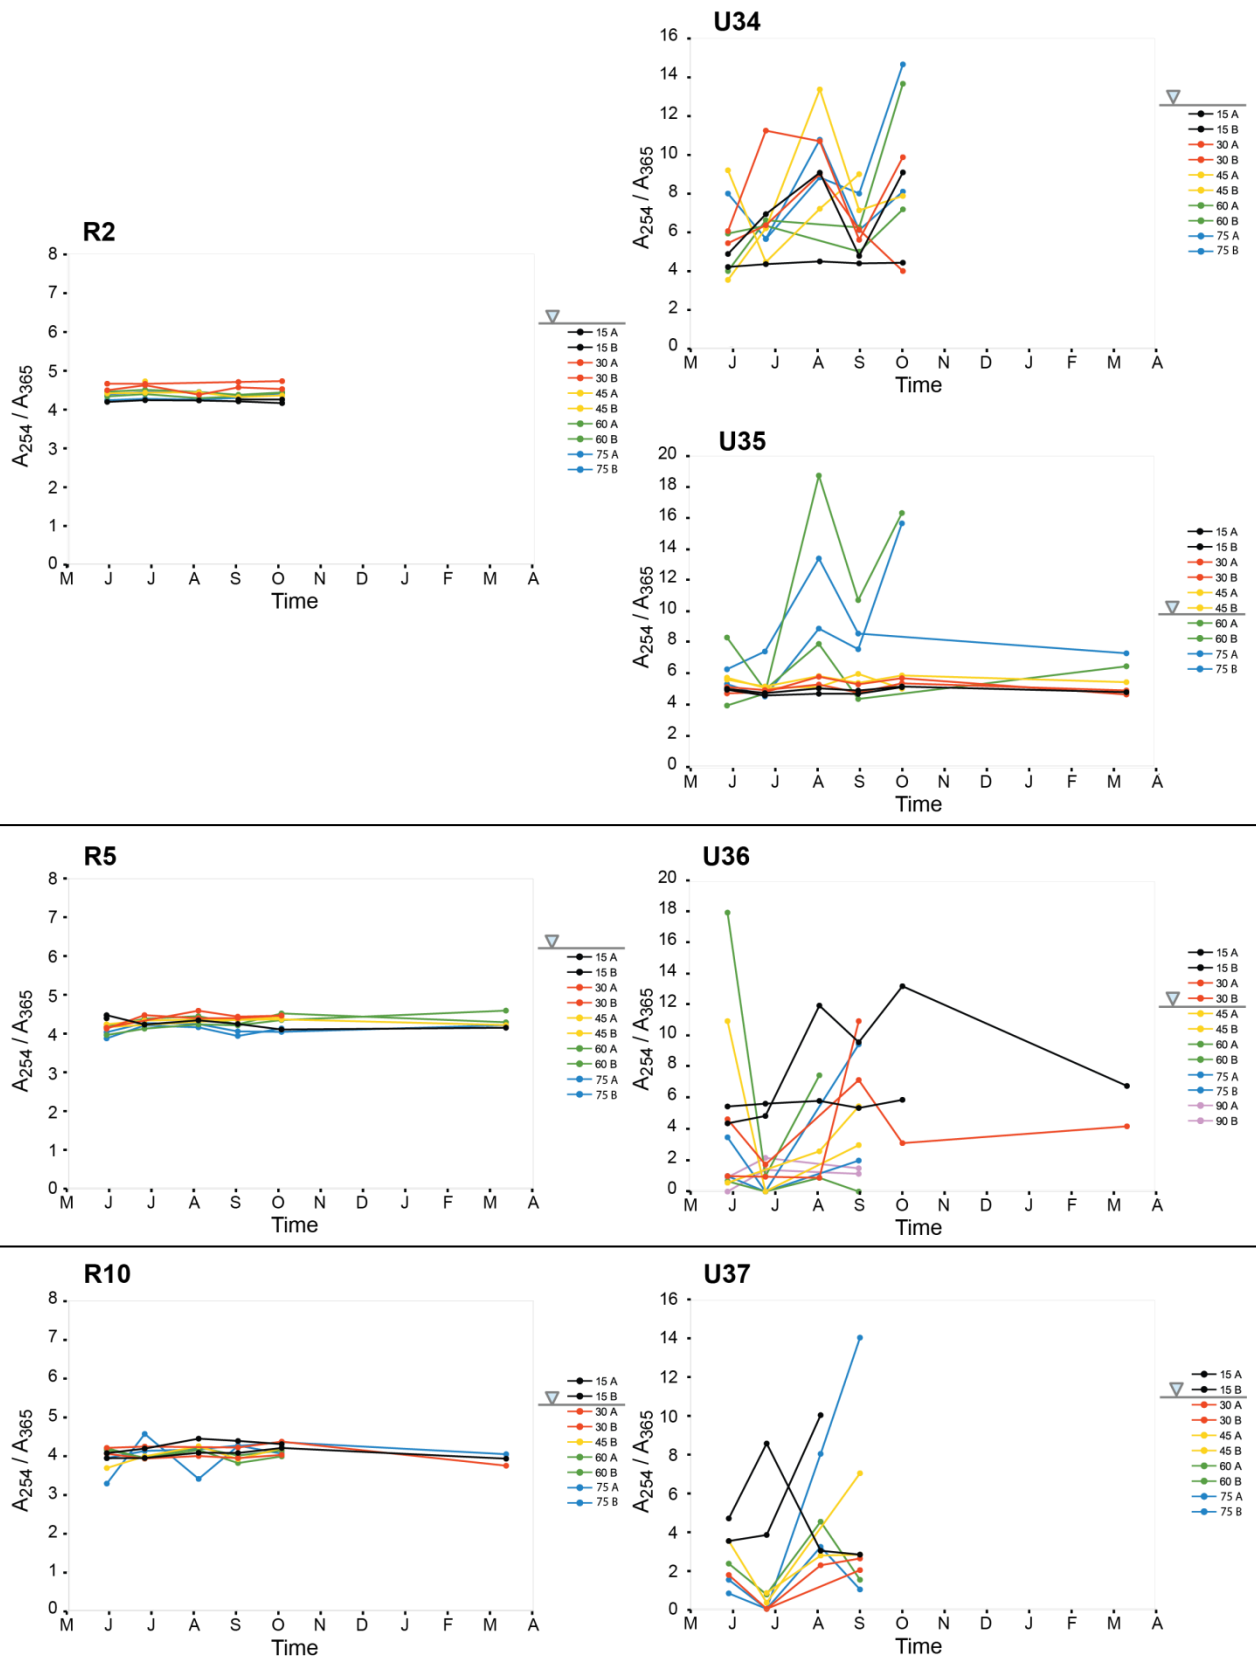 U34
16
14
12
10
8
6
4
2
0
A254 / A365
M J J A S O N D J F M A
Time
15 A
15 B
30 A
30 B
45 A
45 B
60 A
60 B
75 A
75 B
R2
8
7
6
5
4
3
2
1
0
A254 / A365
M J J A S O N D J F M A
Time
15 A
15 B
30 A
30 B
45 A
45 B
60 A
60 B
75 A
75 B
U35
20
18
16
14
12
10
8
6
4
2
0
A254 / A365
M J J A S O N D J F M A
Time
15 A
15 B
30 A
30 B
45 A
45 B
60 A
60 B
75 A
75 B
R5
8
7
6
5
4
3
2
1
0
A254 / A365
M J J A S O N D J F M A
Time
15 A
15 B
30 A
30 B
45 A
45 B
60 A
60 B
75 A
75 B
U36
20
18
16
14
12
10
8
6
4
2
0
A254 / A365
M J J A S O N D J F M A
Time
15 A
15 B
30 A
30 B
45 A
45 B
60 A
60 B
75 A
75 B
90 A
90 B
R10
8
7
6
5
4
3
2
1
0
A254 / A365
M J J A S O N D J F M A
Time
15 A
15 B
30 A
30 B
45 B
60 A
60 B
75 A
75 B
U37
16
14
12
10
8
6
4
2
0
A254 / A365
M J J A S O N D J F M A
Time
15 A
15 B
30 A
30 B
45 A
45 B
60 A
60 B
75 A
75 B